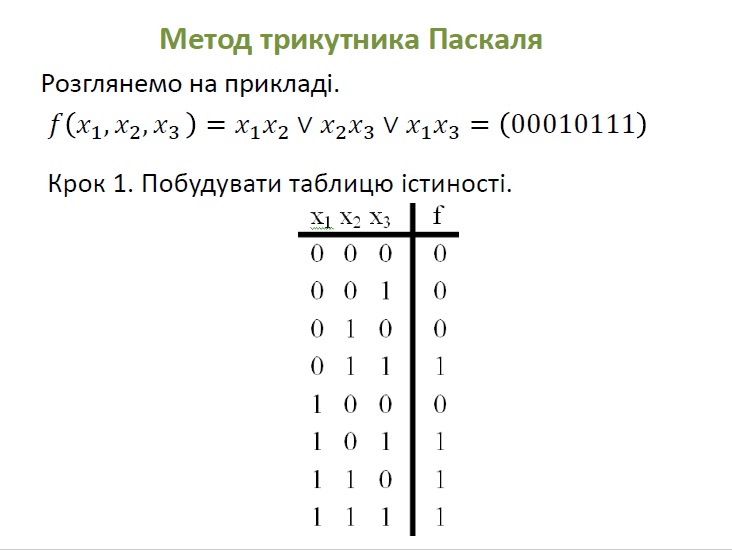 Метод трикутника Паскаля
Розглянемо на прикладі.
f(x₁, x₂, x₃) = x₁x₂ ∨ x₂x₃ ∨ x₁x₃ = (00010111)
Крок 1. Побудувати таблицю істиності.
x₁ x₂ x₃ f
0 0 0 0
0 0 1 0
0 1 0 0
0 1 1 1
1 0 0 0
1 0 1 1
1 1 0 1
1 1 1 1